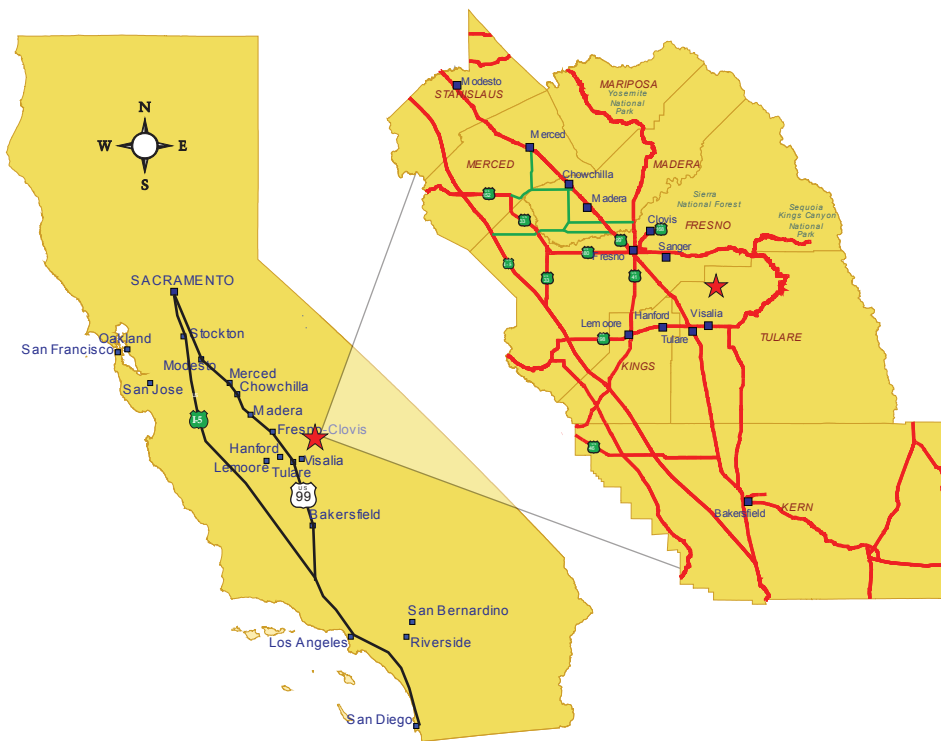 N
W
E
S
SACRAMENTO
Stockton
Oakland
San Francisco
Modesto
Merced
San Jose
Chowchilla
I-5
Madera
Fresno-Clovis
Hanford
Visalia
Lemoore
Tulare
US
99
Bakersfield
San Bernardino
Los Angeles
Riverside
San Diego
Modesto
STANISLAUS
MARIPOSA
Yosemite
National
Park
Merced
MERCED
MADERA
Chowchilla
Madera
Sierra
National Forest
Sequoia
Kings Canyon
National
Park
Clovis
FRESNO
Fresno
Sanger
41
Lemoore
Hanford
Visalia
Tulare
TULARE
KINGS
Bakersfield
KERN